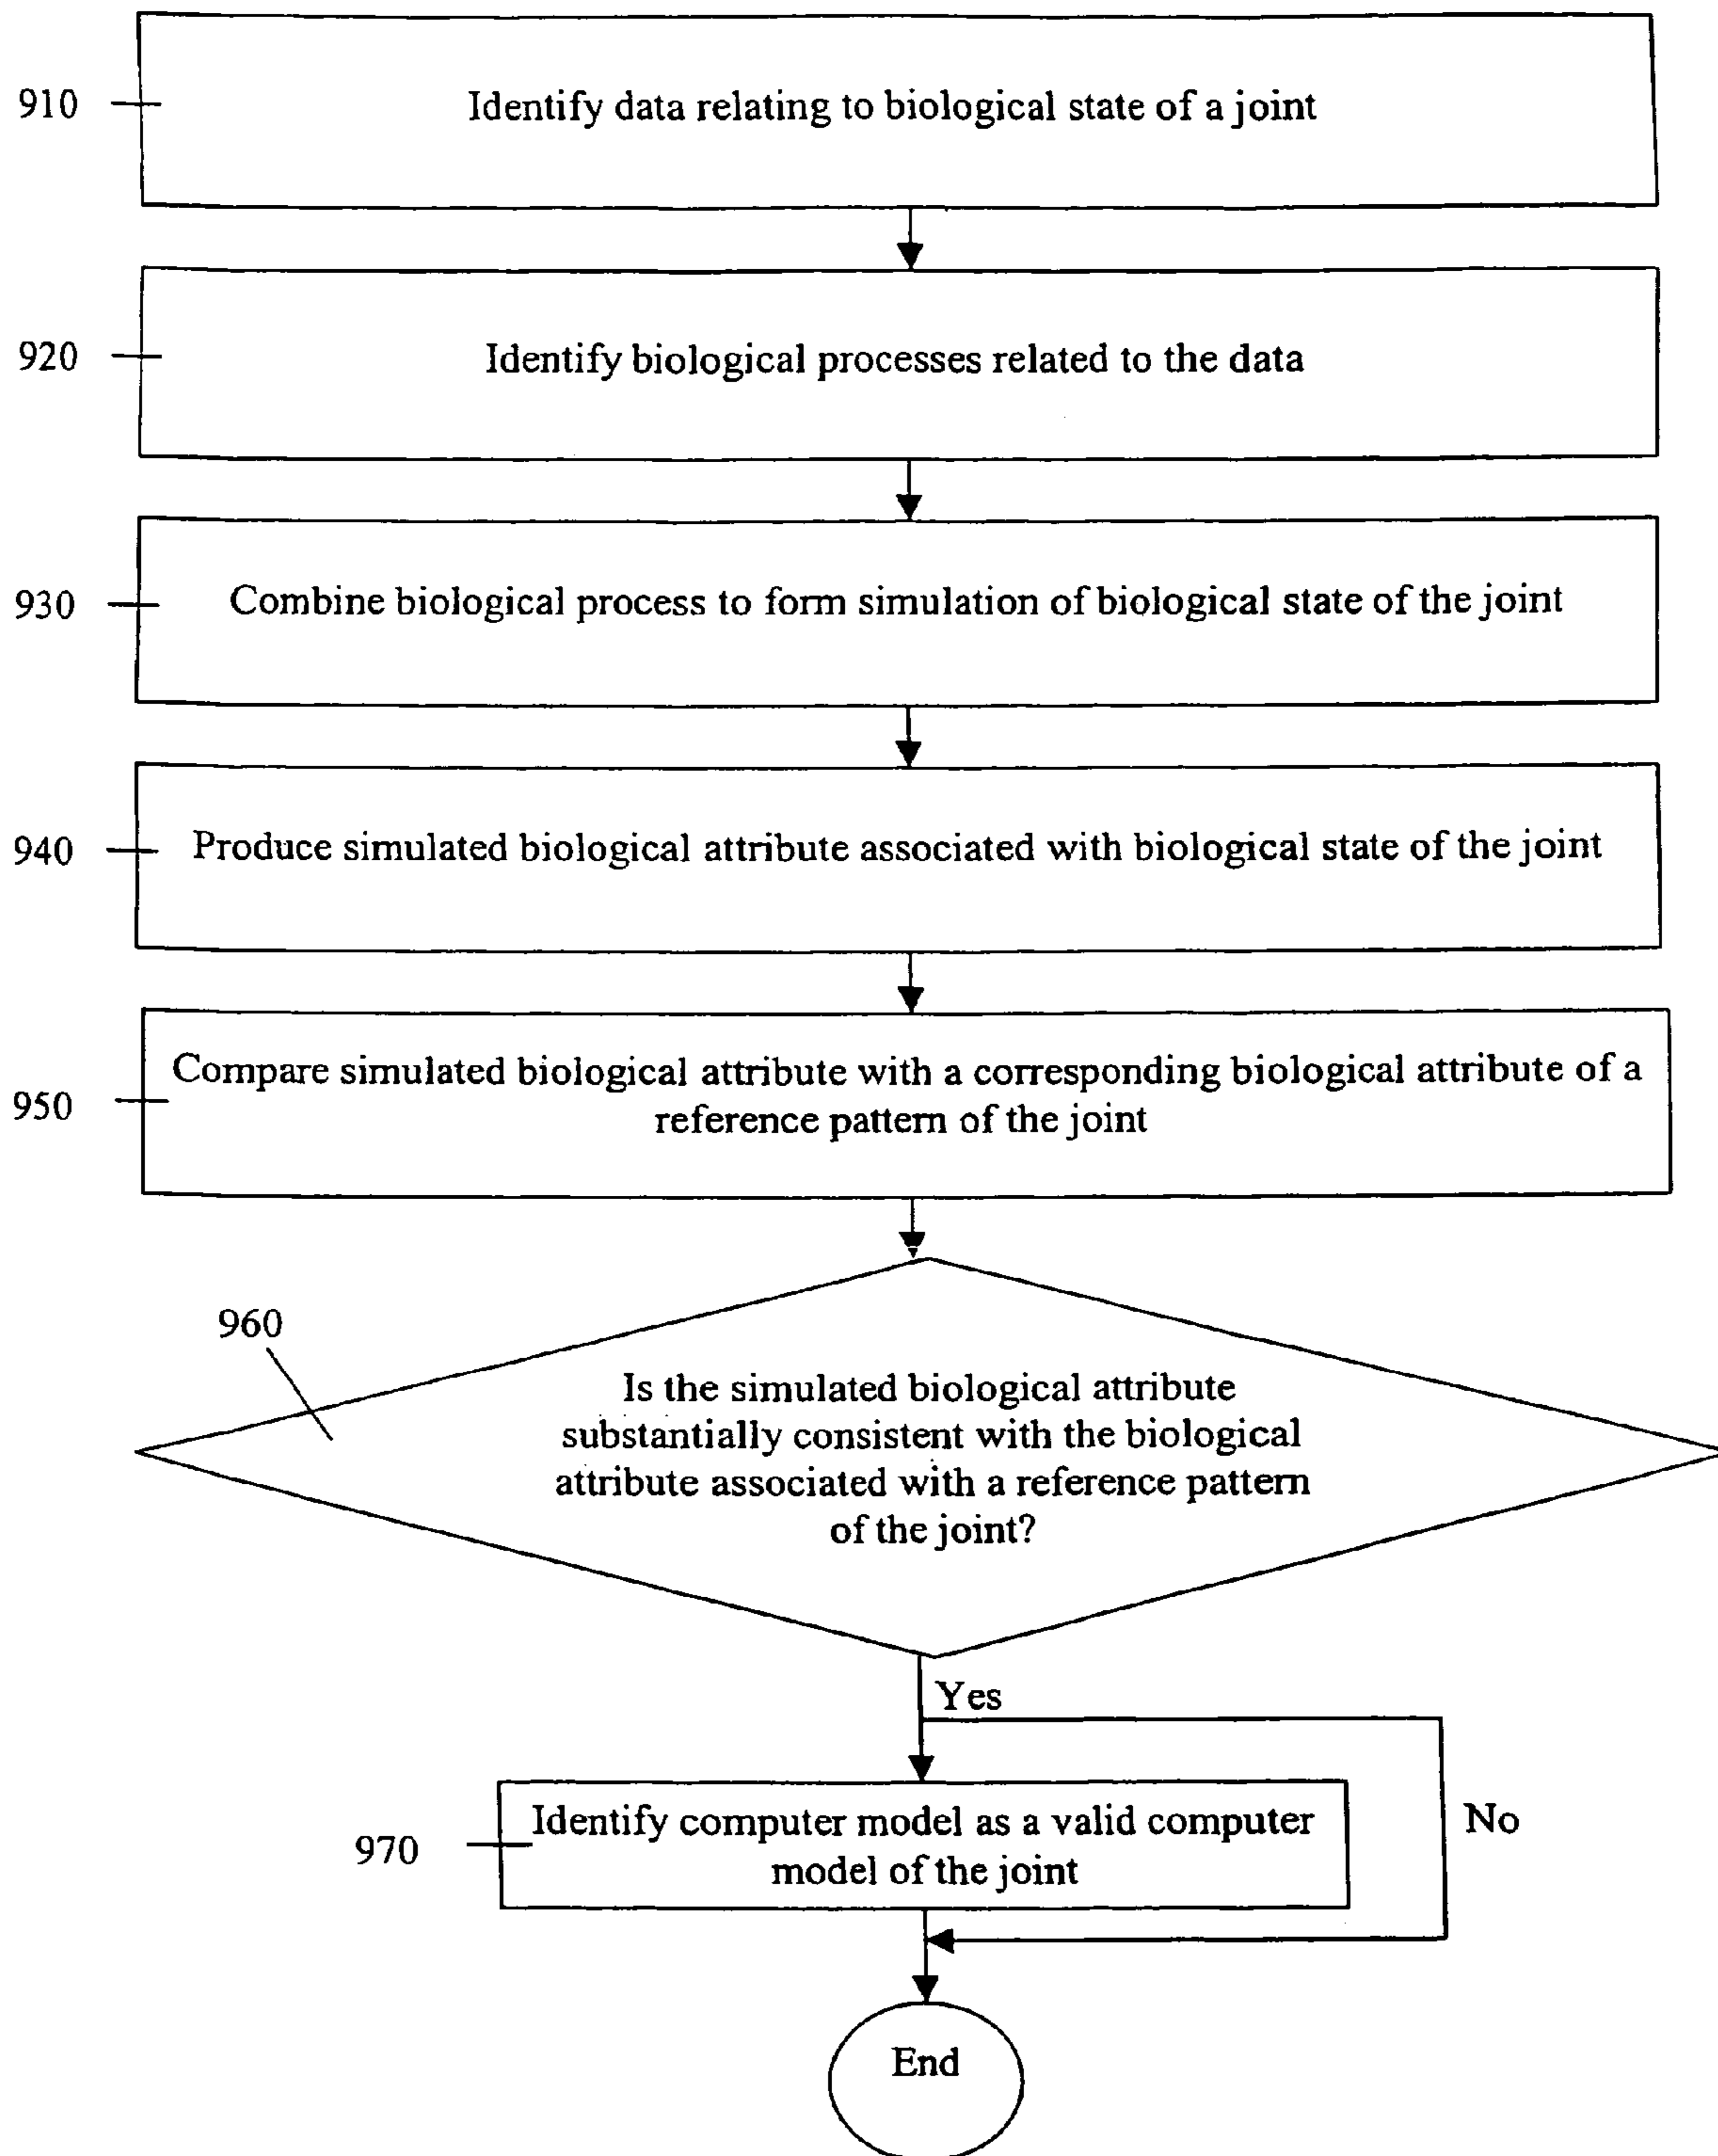 910
Identify data relating to biological state of a joint
920
Identify biological processes related to the data
930
Combine biological process to form simulation of biological state of the joint
940
Produce simulated biological attribute associated with biological state of the joint
950
Compare simulated biological attribute with a corresponding biological attribute of a
reference pattern of the joint
960
Is the simulated biological attribute
substantially consistent with the biological
attribute associated with a reference pattern
of the joint?
Yes
No
970
Identify computer model as a valid computer
model of the joint
End